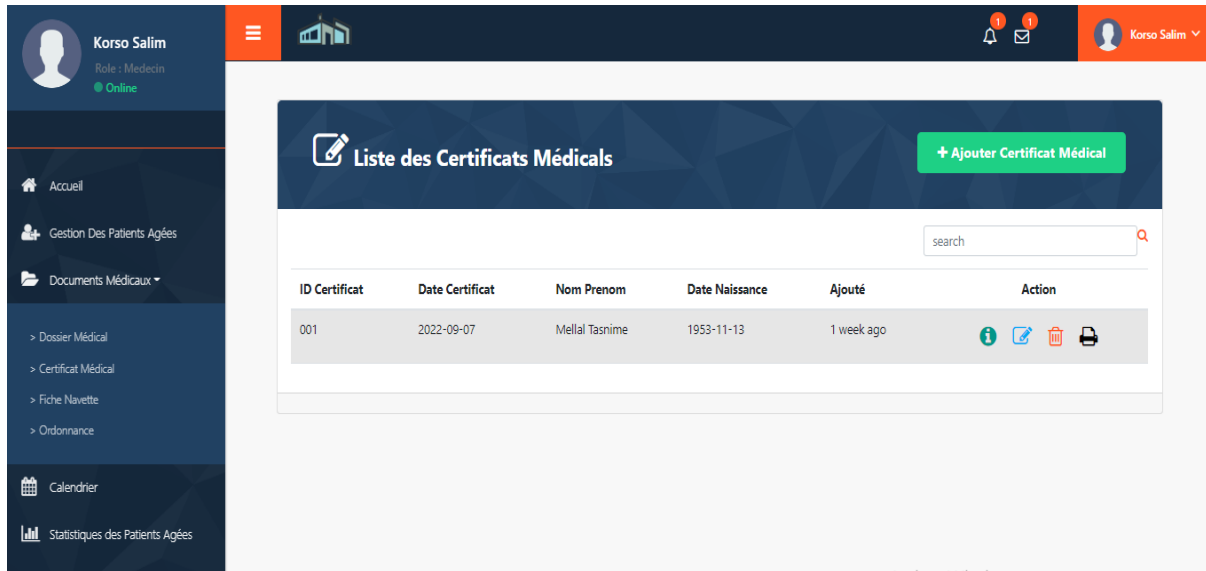 Korso Salim
Role : Medecin
Online
1 1
Korso Salim
Accueil
Gestion Des Patients Agées
Documents Médicaux
> Dossier Médical
> Certificat Médical
> Fiche Navette
> Ordonnance
Calendrier
Statistiques des Patients Agées
Liste des Certificats Médicals
+ Ajouter Certificat Médical
search
ID Certificat Date Certificat Nom Prenom Date Naissance Ajouté Action
001 2022-09-07 Mellal Tasnime 1953-11-13 1 week ago